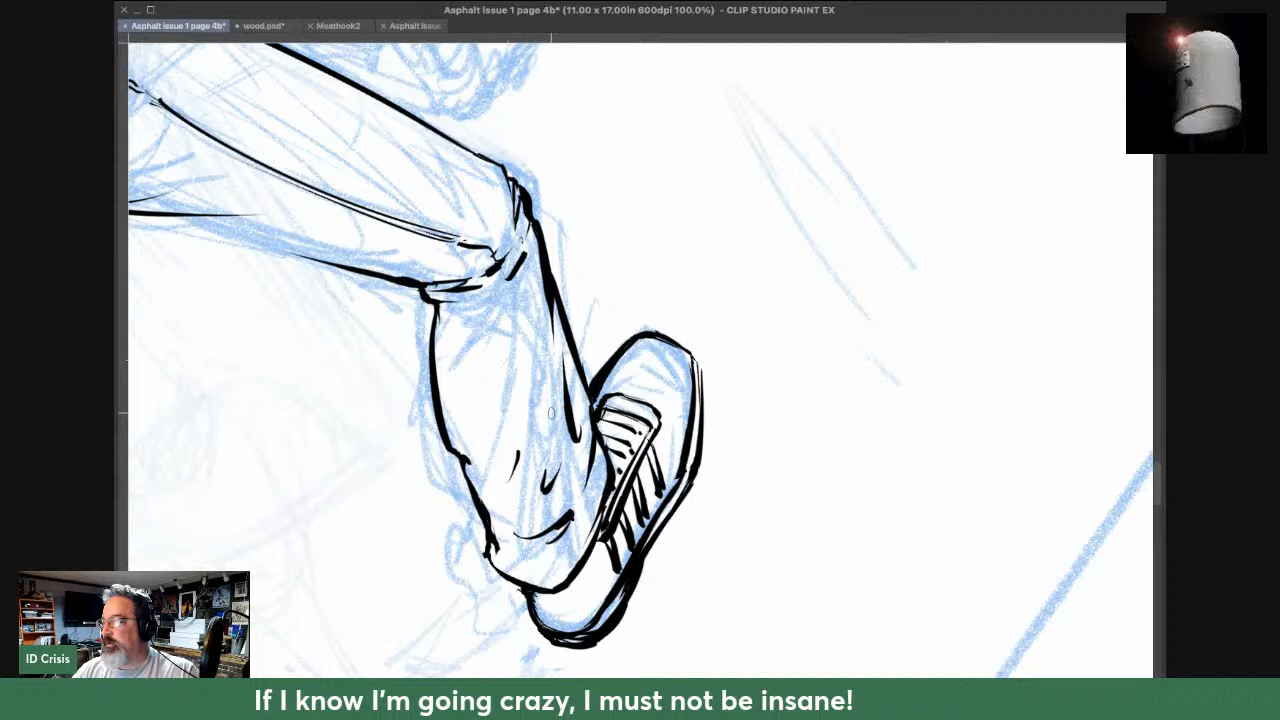 Asphalt issue 1 page 4b* (11.00 x 17.00in 600dpi 100.0%) - CLIP STUDIO PAINT EX
Asphalt issue 1 page 4b* wood.psd* Meathook2 Asphalt issue
ID Crisis
If I know I'm going crazy, I must not be insane!